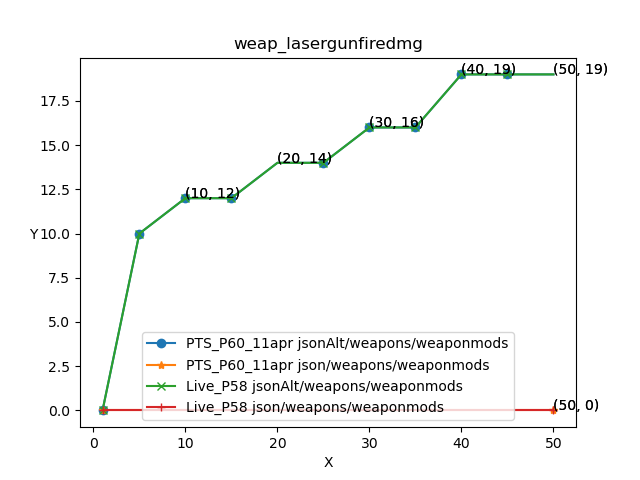 weap_lasergunfiredmg
(40, 19) (50, 19)
17.5
(30, 16)
15.0
(20, 14)
12.5
(10, 12)
Y 10.0
7.5
5.0
PTS_P60_11apr jsonAlt/weapons/weaponmods
2.5
PTS_P60_11apr json/weapons/weaponmods
Live_P58 jsonAlt/weapons/weaponmods
0.0
Live_P58 json/weapons/weaponmods
(50, 0)
0 10 20 30 40 50
X